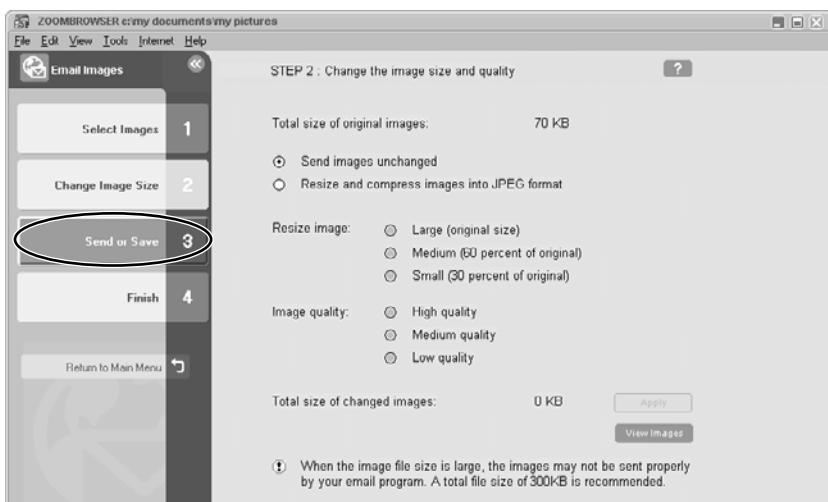 ZOOMBROWSER c:\my documents\my pictures
File Edit View Tools Internet Help
Email Images
Select Images 1
Change Image Size 2
Send or Save 3
Finish 4
Return to Main Menu
STEP 2 : Change the image size and quality ?
Total size of original images: 70 KB
Send images unchanged
Resize and compress images into JPEG format
Resize image: Large (original size)
Medium (60 percent of original)
Small (30 percent of original)
Image quality: High quality
Medium quality
Low quality
Total size of changed images: 0 KB Apply
View Images
When the image file size is large, the images may not be sent properly
by your email program. A total file size of 300KB is recommended.